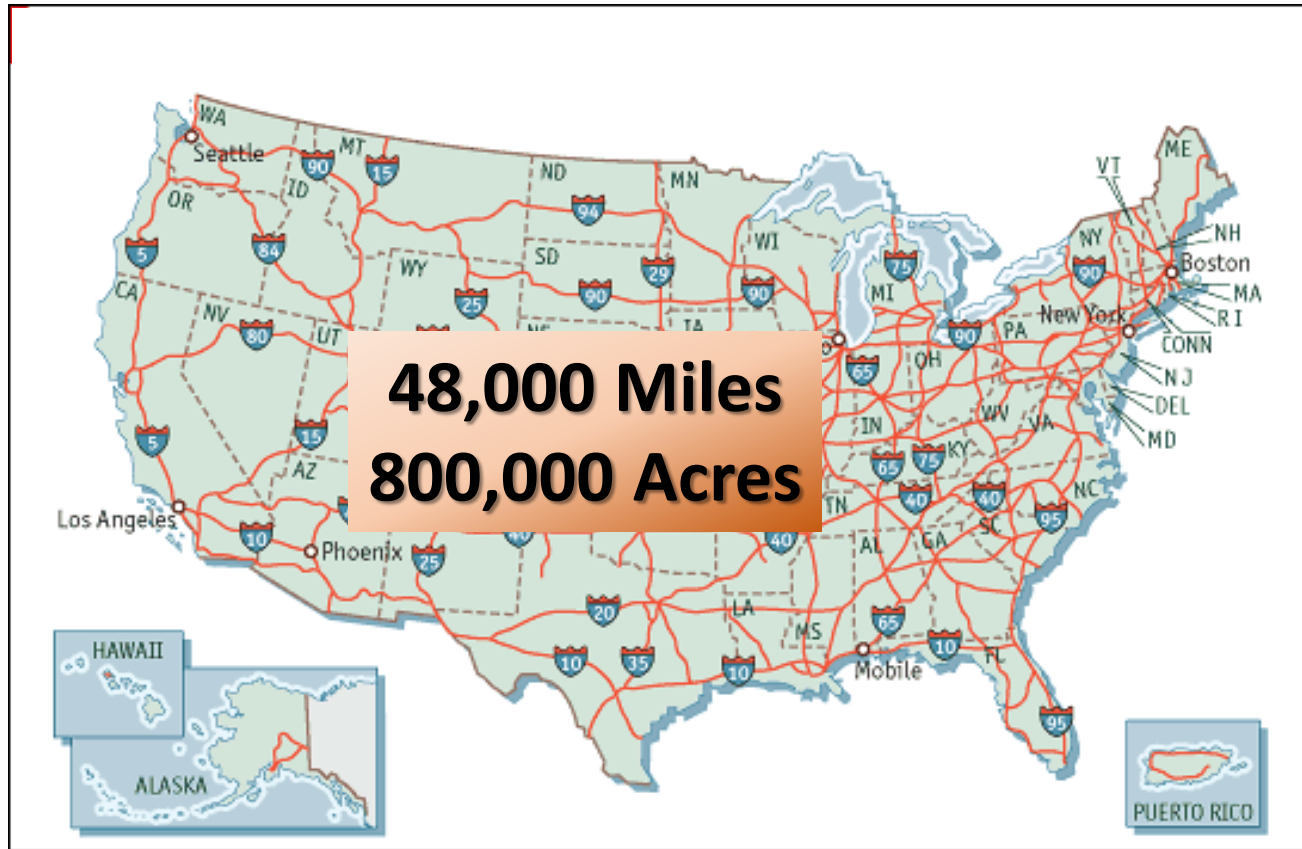 WA
Seattle
90
MT
15
ND
94
MN
VT
ME
ID
OR
5
84
WI
NY
90
NH
Boston
CA
WY
SD
29
90
25
90
75
MI
MA
RI
NV
80
UT
IA
New York
PA
90
CONN
48,000 Miles
800,000 Acres
65
OH
NJ
DEL
MD
5
15
AZ
IN
WV
VA
65
75
KY
40
40
NC
Los Angeles
TN
SC
95
10
Phoenix
25
40
40
AL
GA
20
LA
MS
65
10
35
10
Mobile
10
FL
95
HAWAII
ALASKA
PUERTO RICO